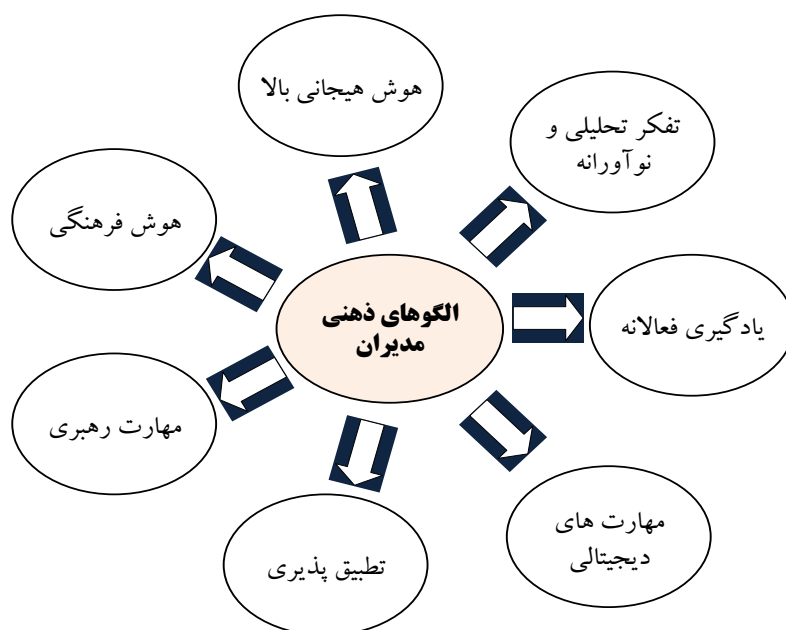 هوش هیجانی بالا
تفکر تحلیلی و
نوآورانه
هوش فرهنگی
الگوهای ذهنی
مدیران
یادگیری فعالانه
مهارت رهبری
مهارت های
دیجیتالی
تطبیق پذیری